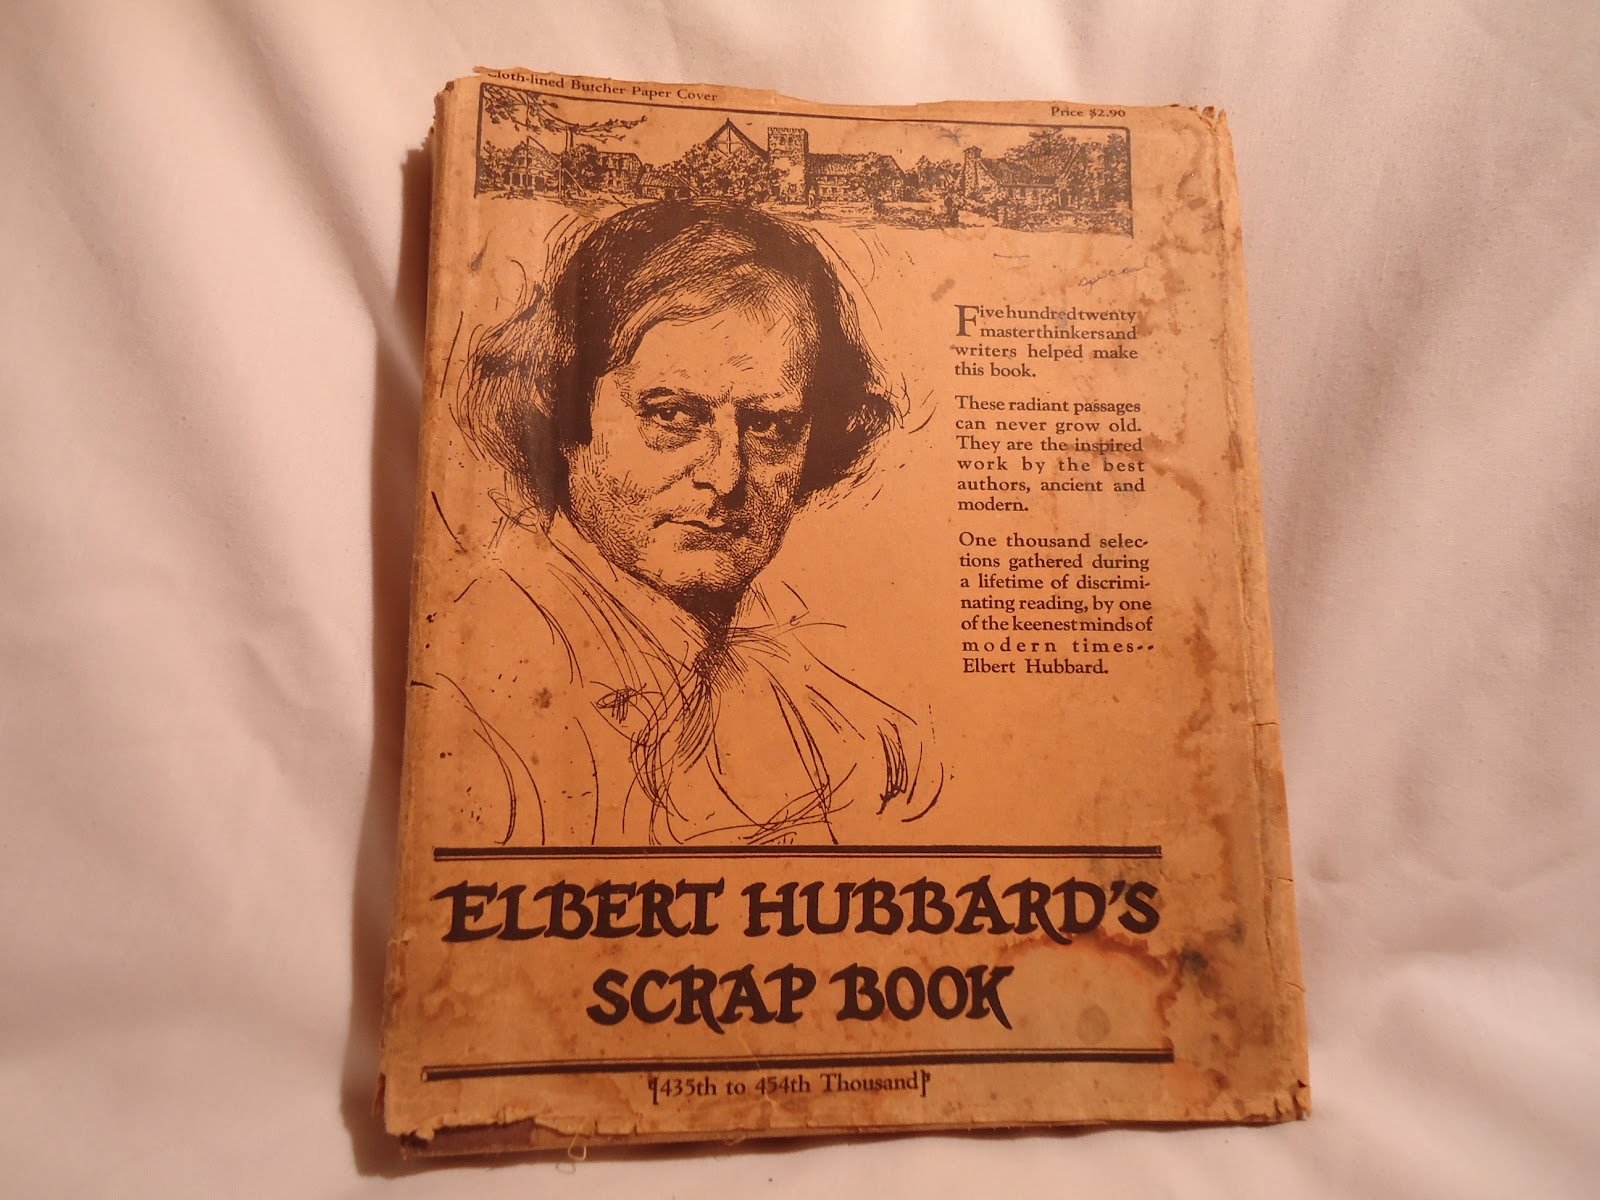 Cloth-lined Butcher Paper Cover
Price $2.90
Five hundred twenty
master thinkers and
writers helped make
this book.
These radiant passages
can never grow old.
They are the inspired
work by the best
authors, ancient and
modern.
One thousand selec-
tions gathered during
a lifetime of discrimi-
nating reading, by one
of the keenest minds of
modern times--
Elbert Hubbard.
ELBERT HUBBARD'S
SCRAP BOOK
[435th to 454th Thousand]